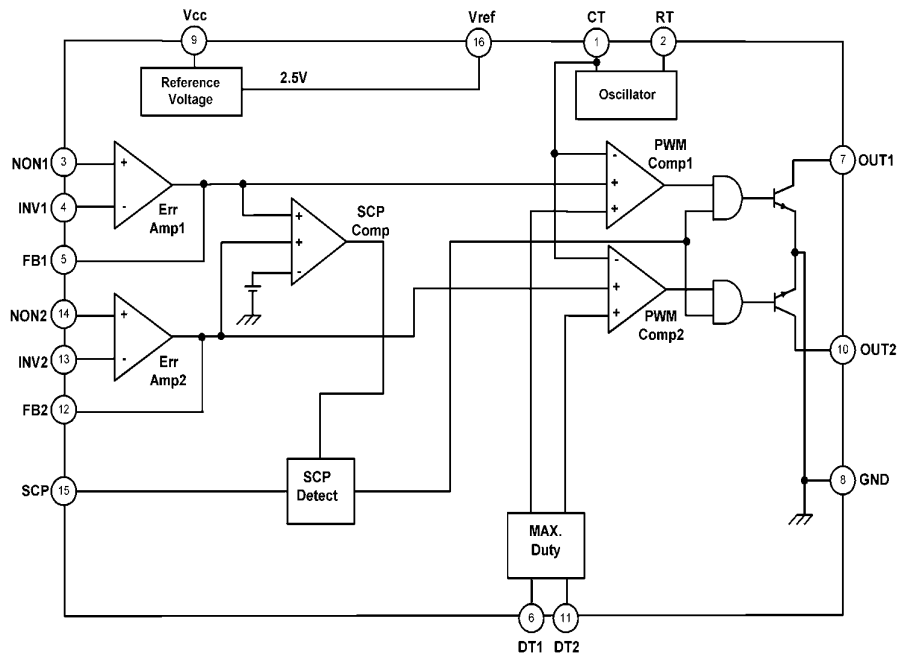 Vcc
Vref
CT
RT
9
16
1
2
Reference
Voltage
2.5V
Oscillator
NON1
3
+
INV1
4
-
Err
Amp1
FB1
5
SCP
Comp
+
+
-
PWM
Comp1
-
+
+
7
OUT1
NON2
14
+
INV2
13
-
Err
Amp2
FB2
12
-
+
+
PWM
Comp2
10
OUT2
SCP
15
SCP
Detect
8
GND
MAX.
Duty
6
11
DT1
DT2